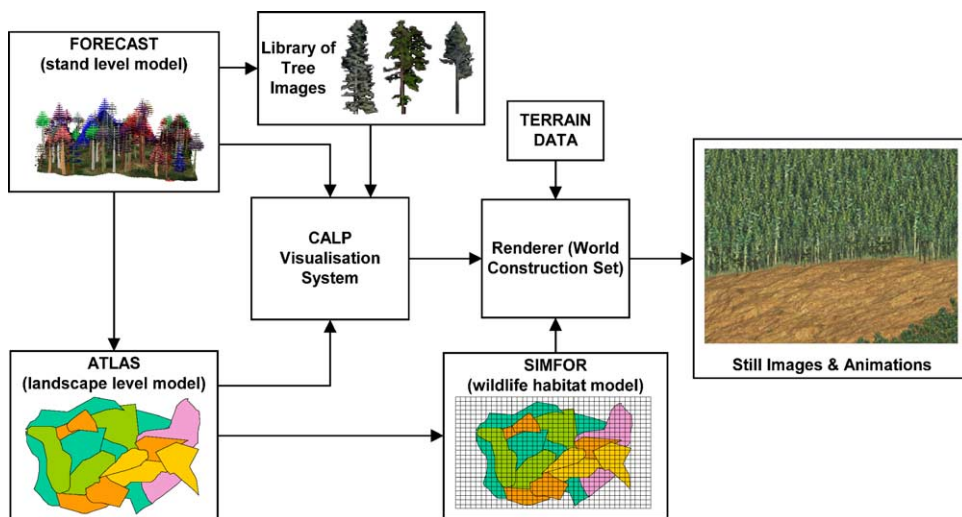 FORECAST
(stand level model)
Library of
Tree
Images
TERRAIN
DATA
CALP
Visualisation
System
Renderer (World
Construction Set)
Still Images & Animations
ATLAS
(landscape level model)
SIMFOR
(wildlife habitat model)